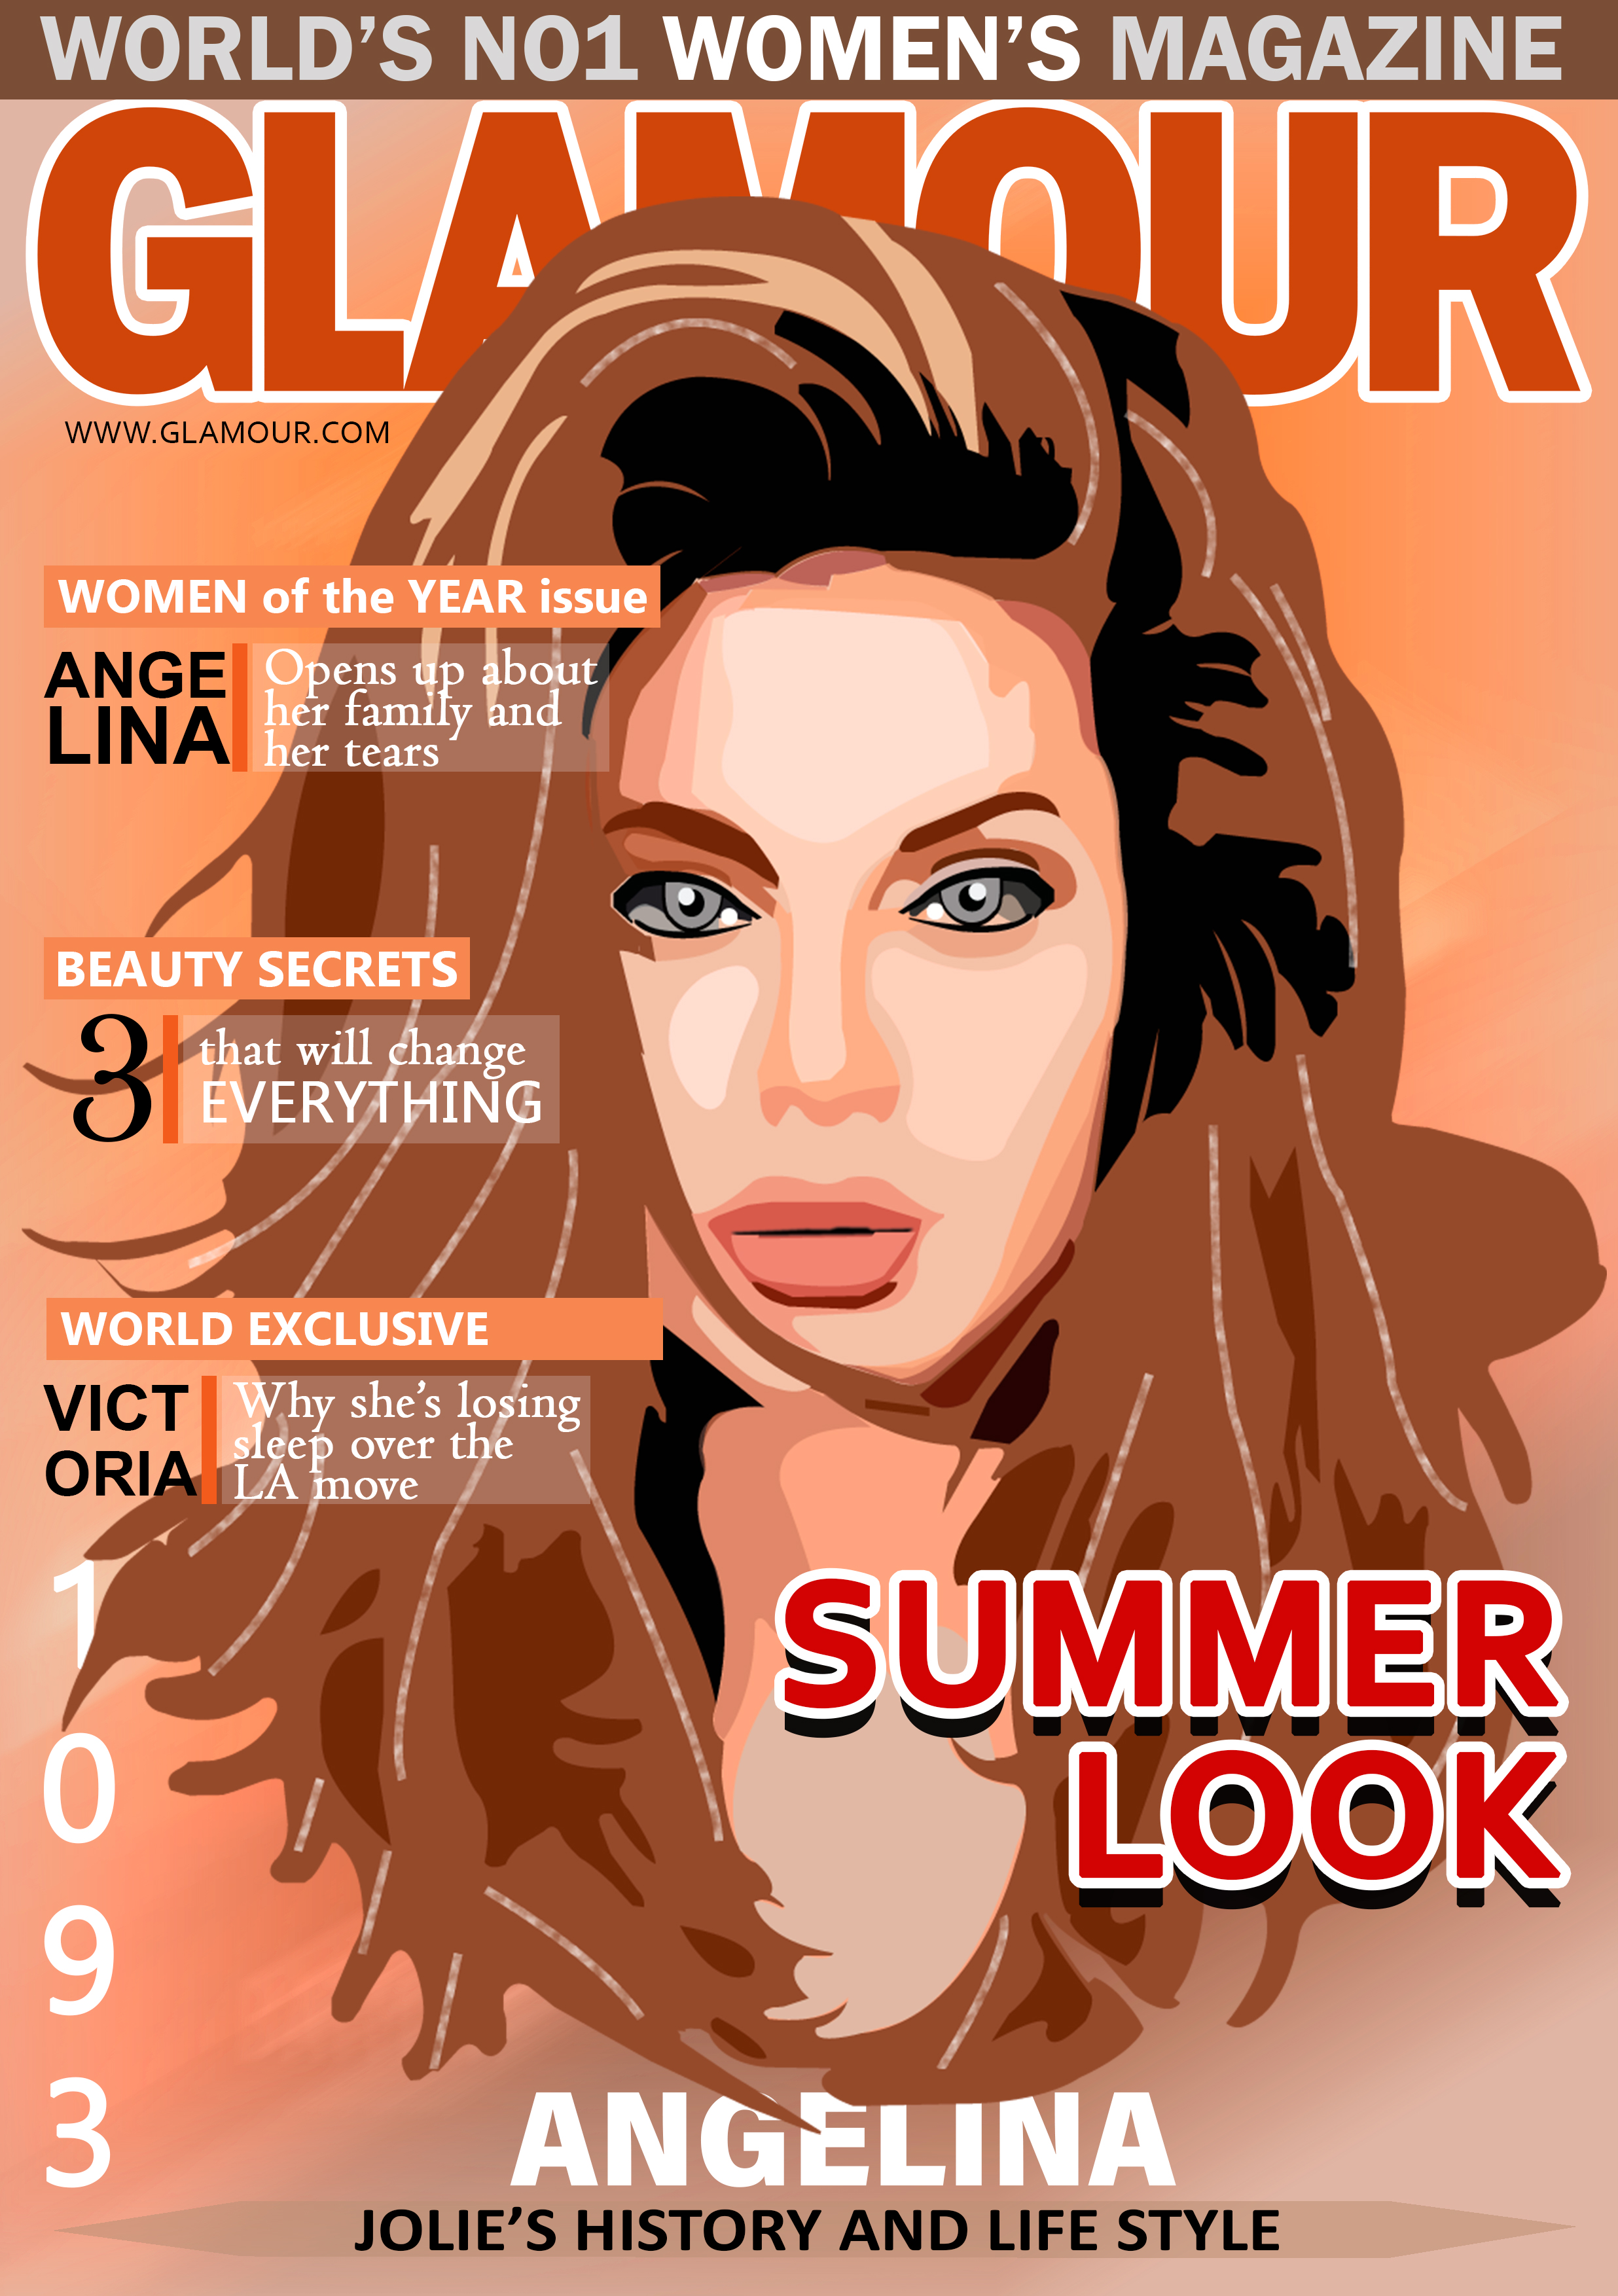 WORLD'S NO1 WOMEN'S MAGAZINE
GLAMOUR
WWW.GLAMOUR.COM
WOMEN of the YEAR issue
ANGE
LINA
Opens up about
her family and
her tears
BEAUTY SECRETS
3
that will change
EVERYTHING
WORLD EXCLUSIVE
VICT
ORIA
Why she's losing
sleep over the
LA move
1
0
9
3
SUMMER
LOOK
ANGELINA
JOLIE'S HISTORY AND LIFE STYLE